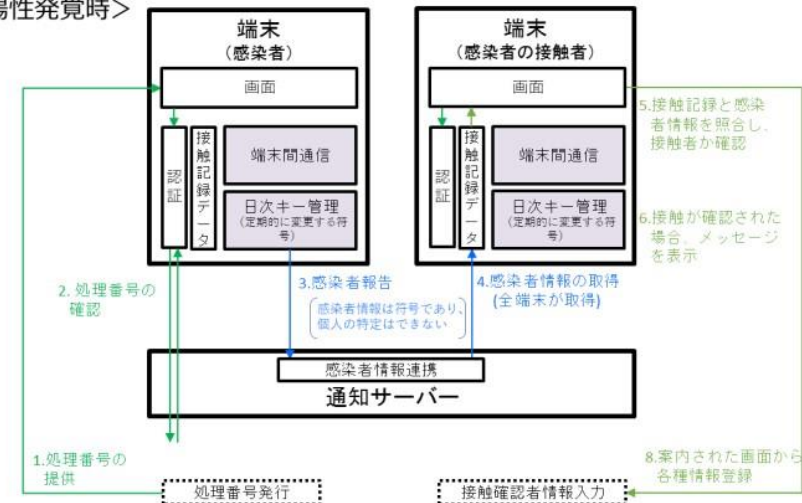 陽性発覚時＞
端末
(感染者)
画面
認証
接触記録データ
端末間通信
日次キー管理
(定期的に変更する符
号)
端末
(感染者の接触者)
画面
認証
接触記録データ
端末間通信
日次キー管理
(定期的に変更する符
号)
5.接触記録と感染
者情報を照合し、
接触者か確認
6.接触が確認された
場合、メッセージ
を表示
2. 処理番号の
確認
3.感染者報告
感染者情報は符号であり、
個人の特定はできない
4.感染者情報の取得
(全端末が取得)
感染者情報連携
通知サーバー
1.処理番号の
提供
処理番号発行
接触確認者情報入力
8.案内された画面から
各種情報登録